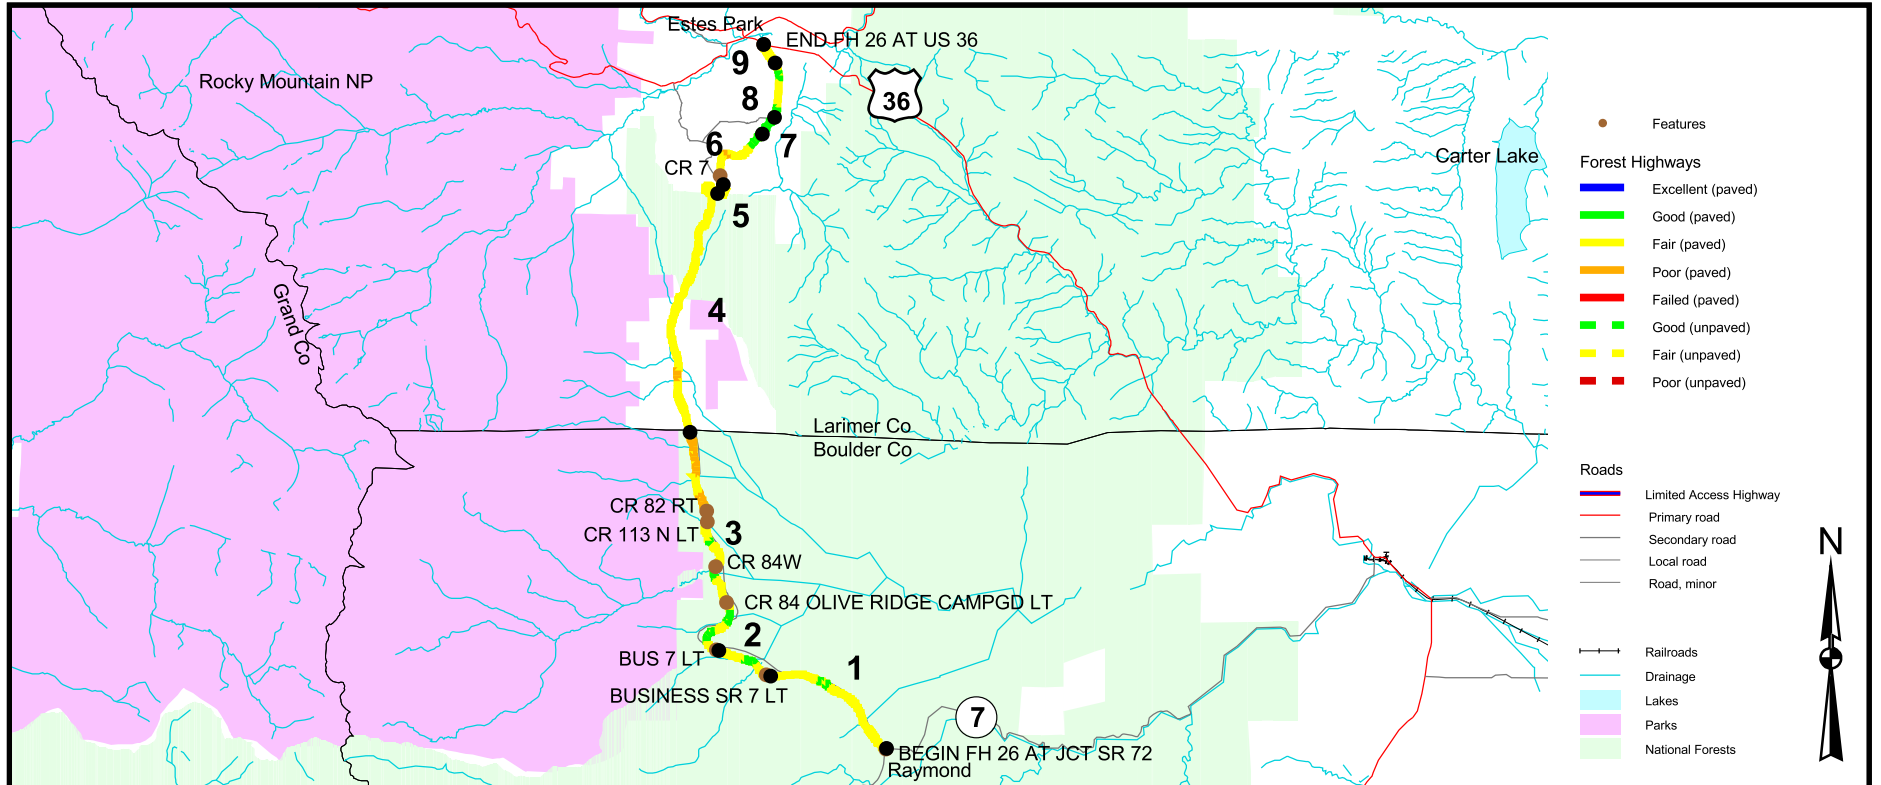 Estes Park
END FH 26 AT US 36
9
Rocky Mountain NP
8
36
6
7
CR 7
Carter Lake
5
4
Grand Co
Larimer Co
Boulder Co
CR 82 RT
CR 113 N LT
3
CR 84W
CR 84 OLIVE RIDGE CAMPGD LT
2
BUS 7 LT
1
BUSINESS SR 7 LT
7
BEGIN FH 26 AT JCT SR 72
Raymond
Features
Forest Highways
Excellent (paved)
Good (paved)
Fair (paved)
Poor (paved)
Failed (paved)
Good (unpaved)
Fair (unpaved)
Poor (unpaved)
Roads
Limited Access Highway
Primary road
Secondary road
Local road
Road, minor
Railroads
Drainage
Lakes
Parks
National Forests
N